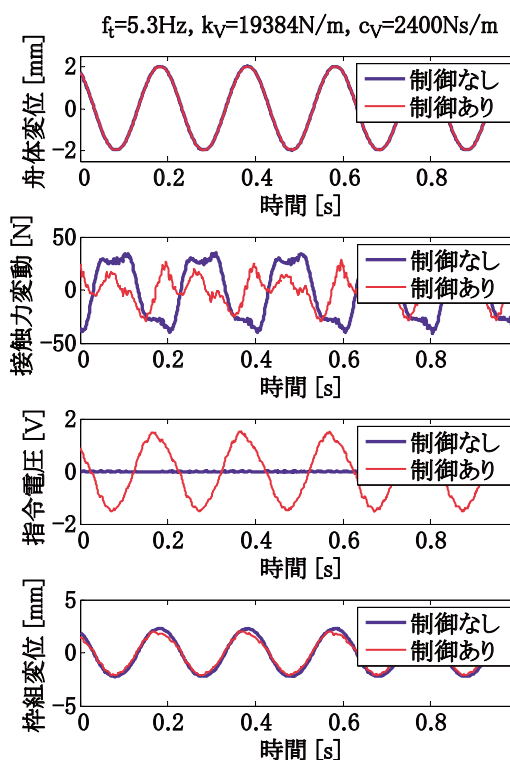 f_t=5.3Hz, k_V=19384N/m, c_V=2400Ns/m
舟体変位 [mm]
2
0
−2
制御なし
制御あり
0 0.2 0.4 0.6 0.8
時間 [s]
接触力変動 [N]
50
0
−50
制御なし
制御あり
0 0.2 0.4 0.6 0.8
時間 [s]
指令電圧 [V]
2
0
−2
制御なし
制御あり
0 0.2 0.4 0.6 0.8
時間 [s]
枠組変位 [mm]
5
0
−5
制御なし
制御あり
0 0.2 0.4 0.6 0.8
時間 [s]